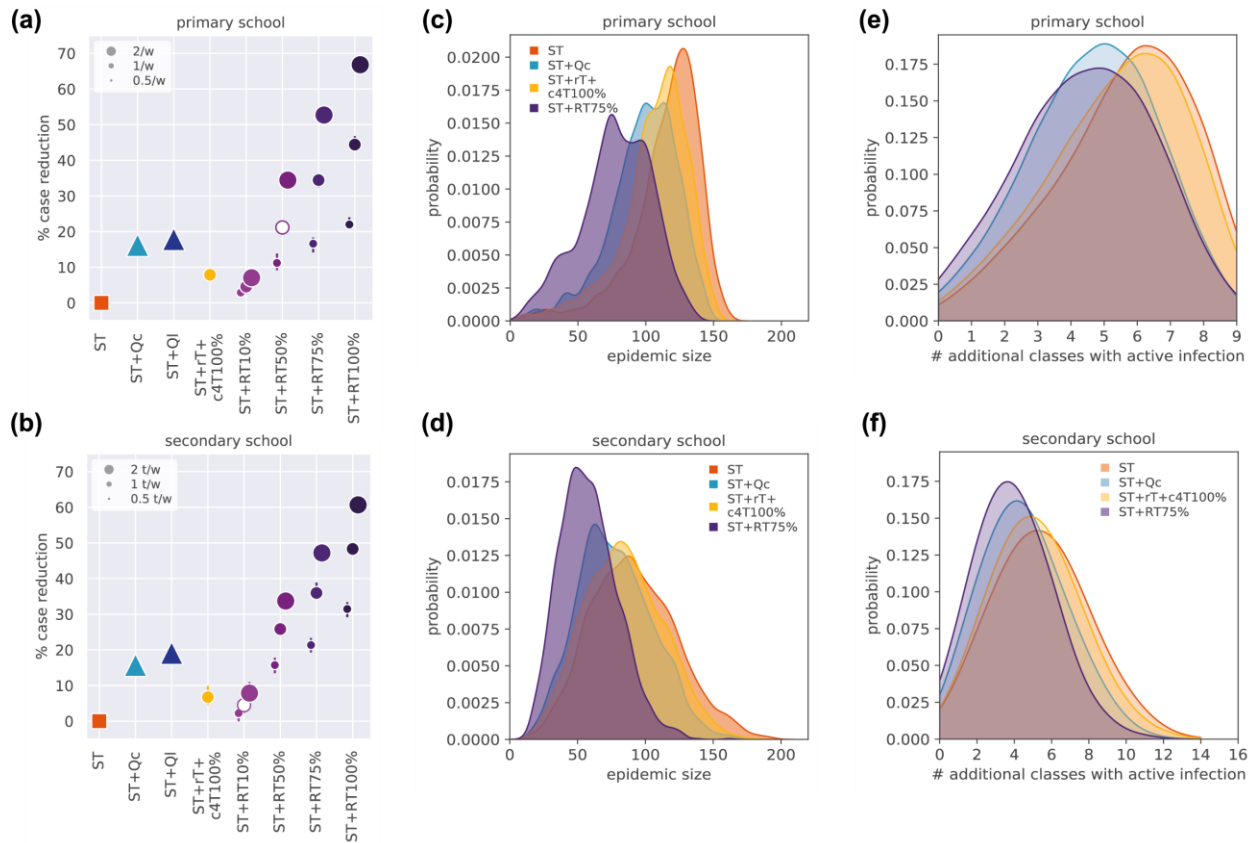 (a)
primary school
% case reduction
70
60
50
40
30
20
10
0
2/w
1/w
0.5/w
ST
ST+Qc
ST+Ql
ST+rT+
c4T100%
ST+RT10%
ST+RT50%
ST+RT75%
ST+RT100%
(c)
primary school
probability
0.0200
0.0175
0.0150
0.0125
0.0100
0.0075
0.0050
0.0025
0.0000
ST
ST+Qc
ST+rT+
c4T100%
ST+RT75%
0
50
100
150
200
epidemic size
(e)
primary school
probability
0.175
0.150
0.125
0.100
0.075
0.050
0.025
0.000
0
1
2
3
4
5
6
7
8
9
# additional classes with active infection
(b)
secondary school
% case reduction
70
60
50
40
30
20
10
0
2 t/w
1 t/w
0.5 t/w
ST
ST+Qc
ST+Ql
ST+rT+
c4T100%
ST+RT10%
ST+RT50%
ST+RT75%
ST+RT100%
(d)
secondary school
probability
0.0175
0.0150
0.0125
0.0100
0.0075
0.0050
0.0025
0.0000
ST
ST+Qc
ST+rT+
c4T100%
ST+RT75%
0
50
100
150
200
epidemic size
(f)
secondary school
probability
0.175
0.150
0.125
0.100
0.075
0.050
0.025
0.000
ST
ST+Qc
ST+rT+c4T100%
ST+RT75%
0
2
4
6
8
10
12
14
16
# additional classes with active infection